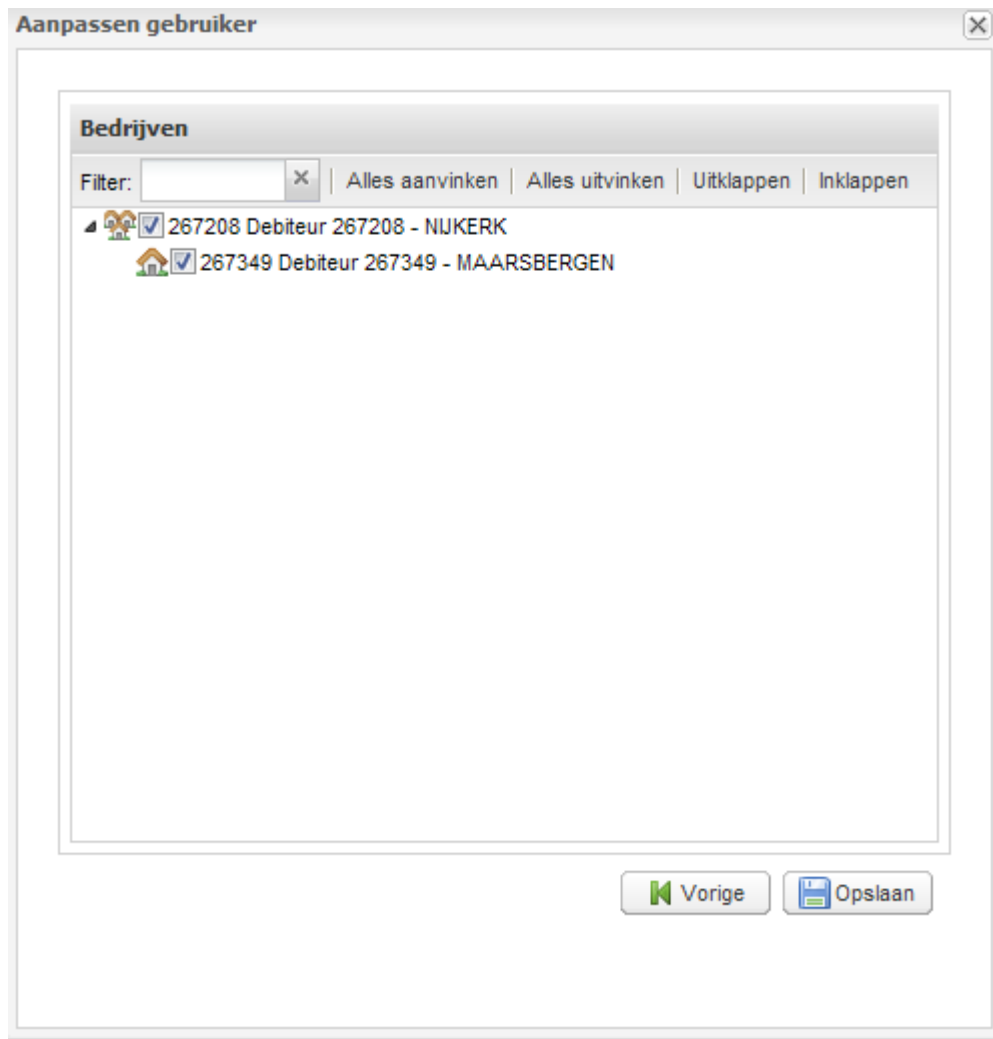 Aanpassen gebruiker
Bedrijven
Filter: Alles aanvinken Alles uitvinken Uitklappen Inklappen
267208 Debiteur 267208 - NIJKERK
267349 Debiteur 267349 - MAARSBERGEN
Vorige Opslaan